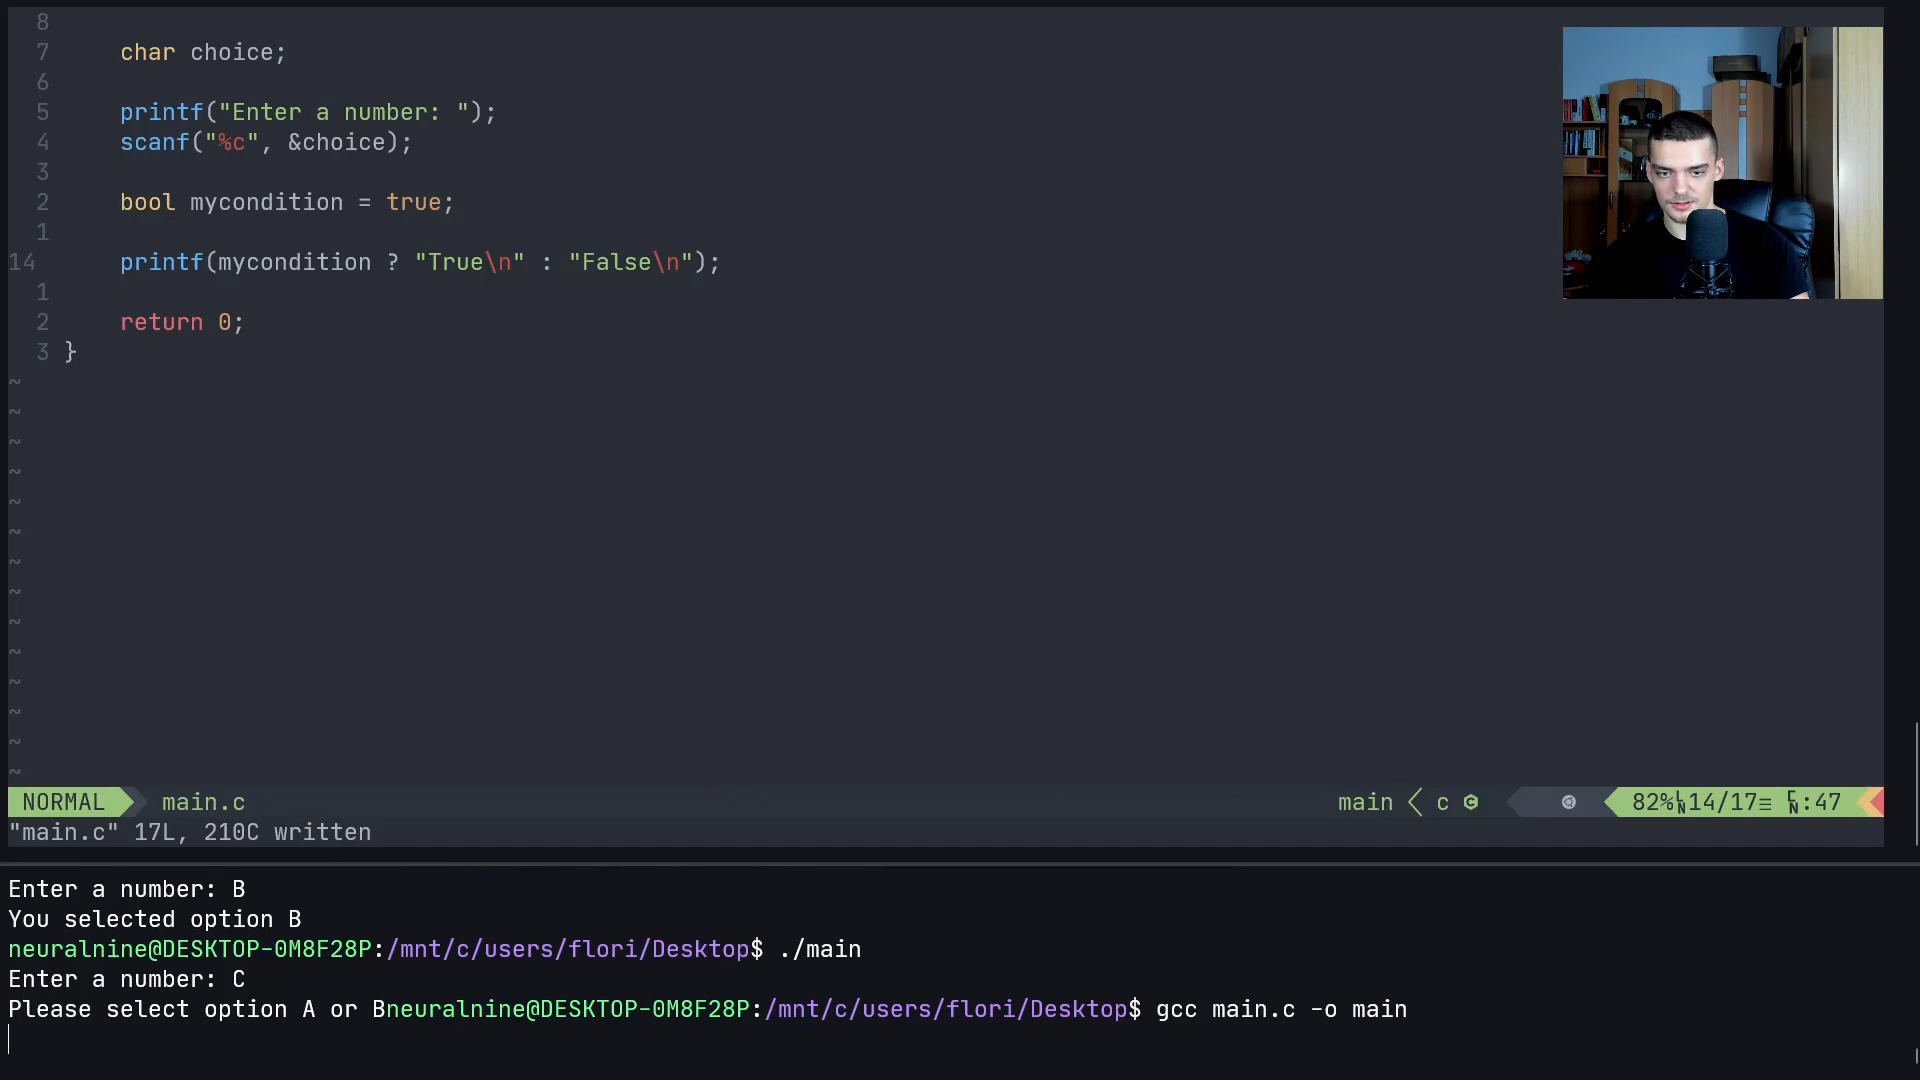 8
7 char choice;
6
5 printf("Enter a number: ");
4 scanf("%c", &choice);
3
2 bool mycondition = true;
1
14 printf(mycondition ? "True\n" : "False\n");
1
2 return 0;
3 }
~
~
~
~
~
~
~
~
~
~
~
~
~
~
NORMAL main.c main c 82% LN 14/17≡ CN:47
"main.c" 17L, 210C written
Enter a number: B
You selected option B
neuralnine@DESKTOP-0M8F28P:/mnt/c/users/flori/Desktop$ ./main
Enter a number: C
Please select option A or Bneuralnine@DESKTOP-0M8F28P:/mnt/c/users/flori/Desktop$ gcc main.c -o main